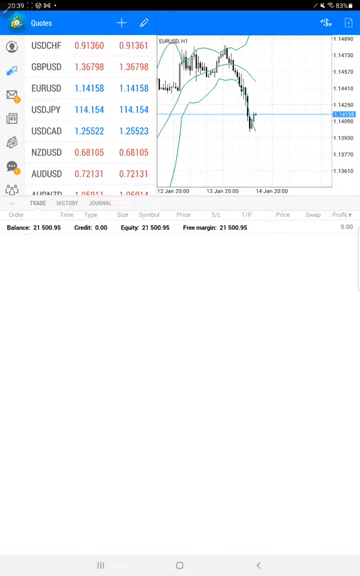 20:39 83%
Quotes
USDCHF 0.91360 0.91361
GBPUSD 1.36798 1.36798
EURUSD 1.14158 1.14158
USDJPY 114.154 114.154
USDCAD 1.25522 1.25523
NZDUSD 0.68105 0.68105
AUDUSD 0.72131 0.72131
AUDNZD
EURUSD, H1
1.14890
1.14730
1.14570
1.14410
1.14250
1.14158
1.14090
1.13930
1.13770
1.13610
12 Jan 20:00 13 Jan 20:00 14 Jan 20:00
TRADE HISTORY JOURNAL
Order Time Type Size Symbol Price S/L T/P Price Swap Profit
Balance: 21 500.95 Credit: 0.00 Equity: 21 500.95 Free margin: 21 500.95 0.00